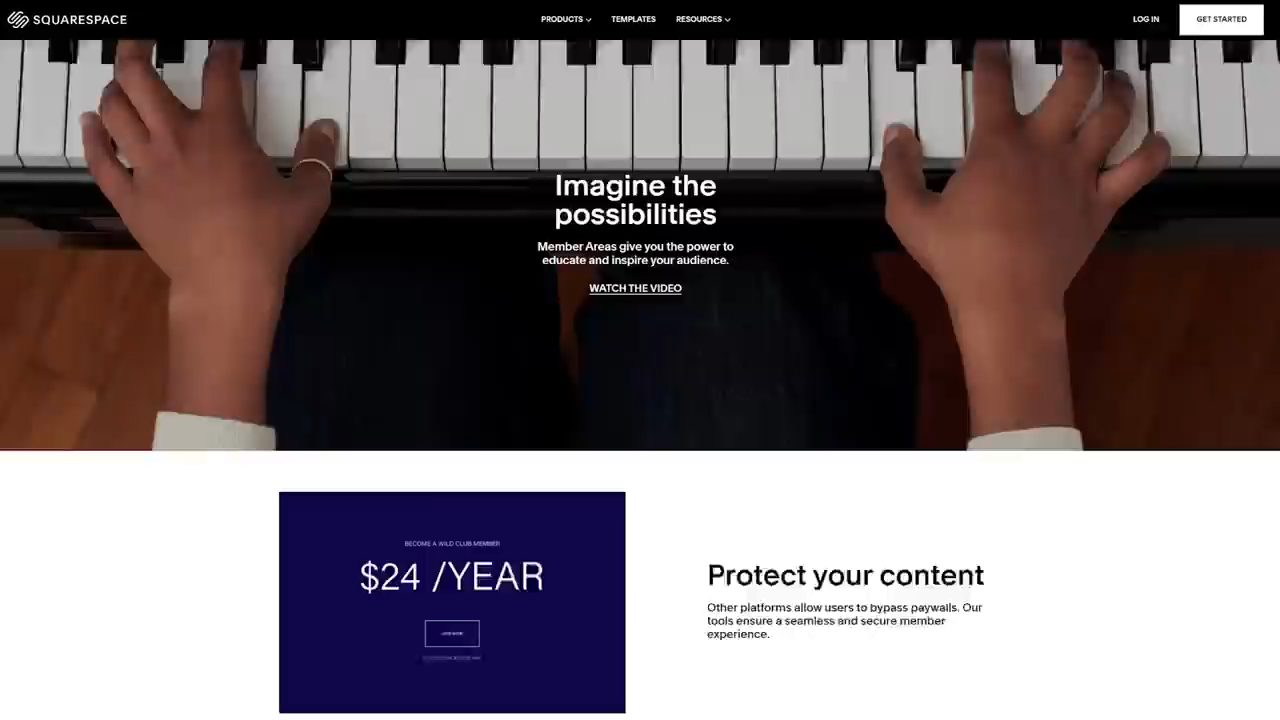 SQUARESPACE
PRODUCTS
TEMPLATES
RESOURCES
LOG IN
GET STARTED
Imagine the
possibilities
Member Areas give you the power to
educate and inspire your audience.
WATCH THE VIDEO
BECOME A WILD CLUB MEMBER
$24 /YEAR
JOIN NOW
Protect your content
Other platforms allow users to bypass paywalls. Our
tools ensure a seamless and secure member
experience.